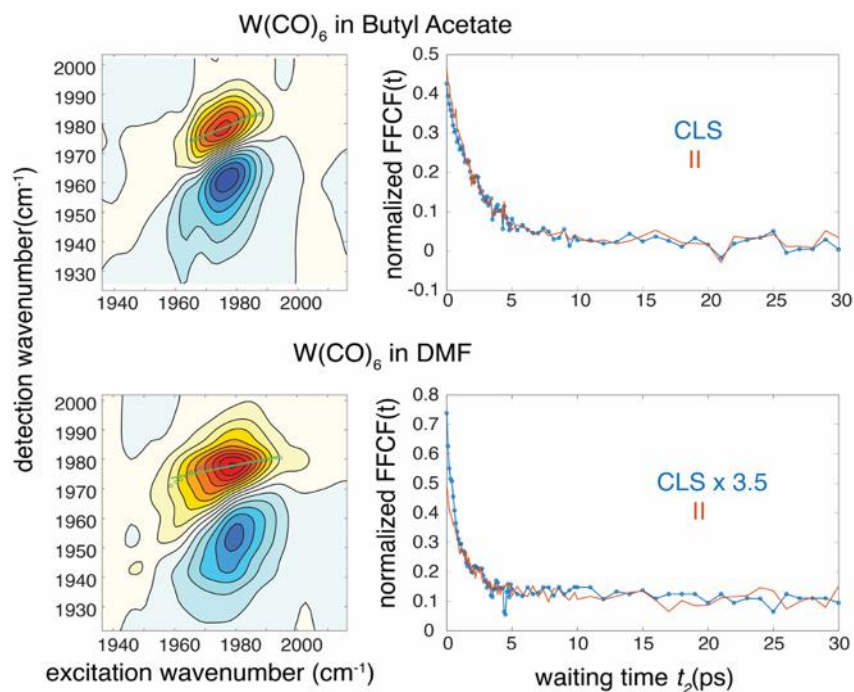 W(CO)6 in Butyl Acetate
2000
1990
1980
1970
1960
1950
1940
1930
1940 1960 1980 2000
normalized FFCF(t)
0.5
0.4
0.3
0.2
0.1
0
-0.1
0 5 10 15 20 25 30
CLS
II
W(CO)6 in DMF
detection wavenumber(cm-1)
2000
1990
1980
1970
1960
1950
1940
1930
1940 1960 1980 2000
excitation wavenumber (cm-1)
normalized FFCF(t)
0.8
0.7
0.6
0.5
0.4
0.3
0.2
0.1
0
0 5 10 15 20 25 30
CLS x 3.5
II
waiting time t2(ps)